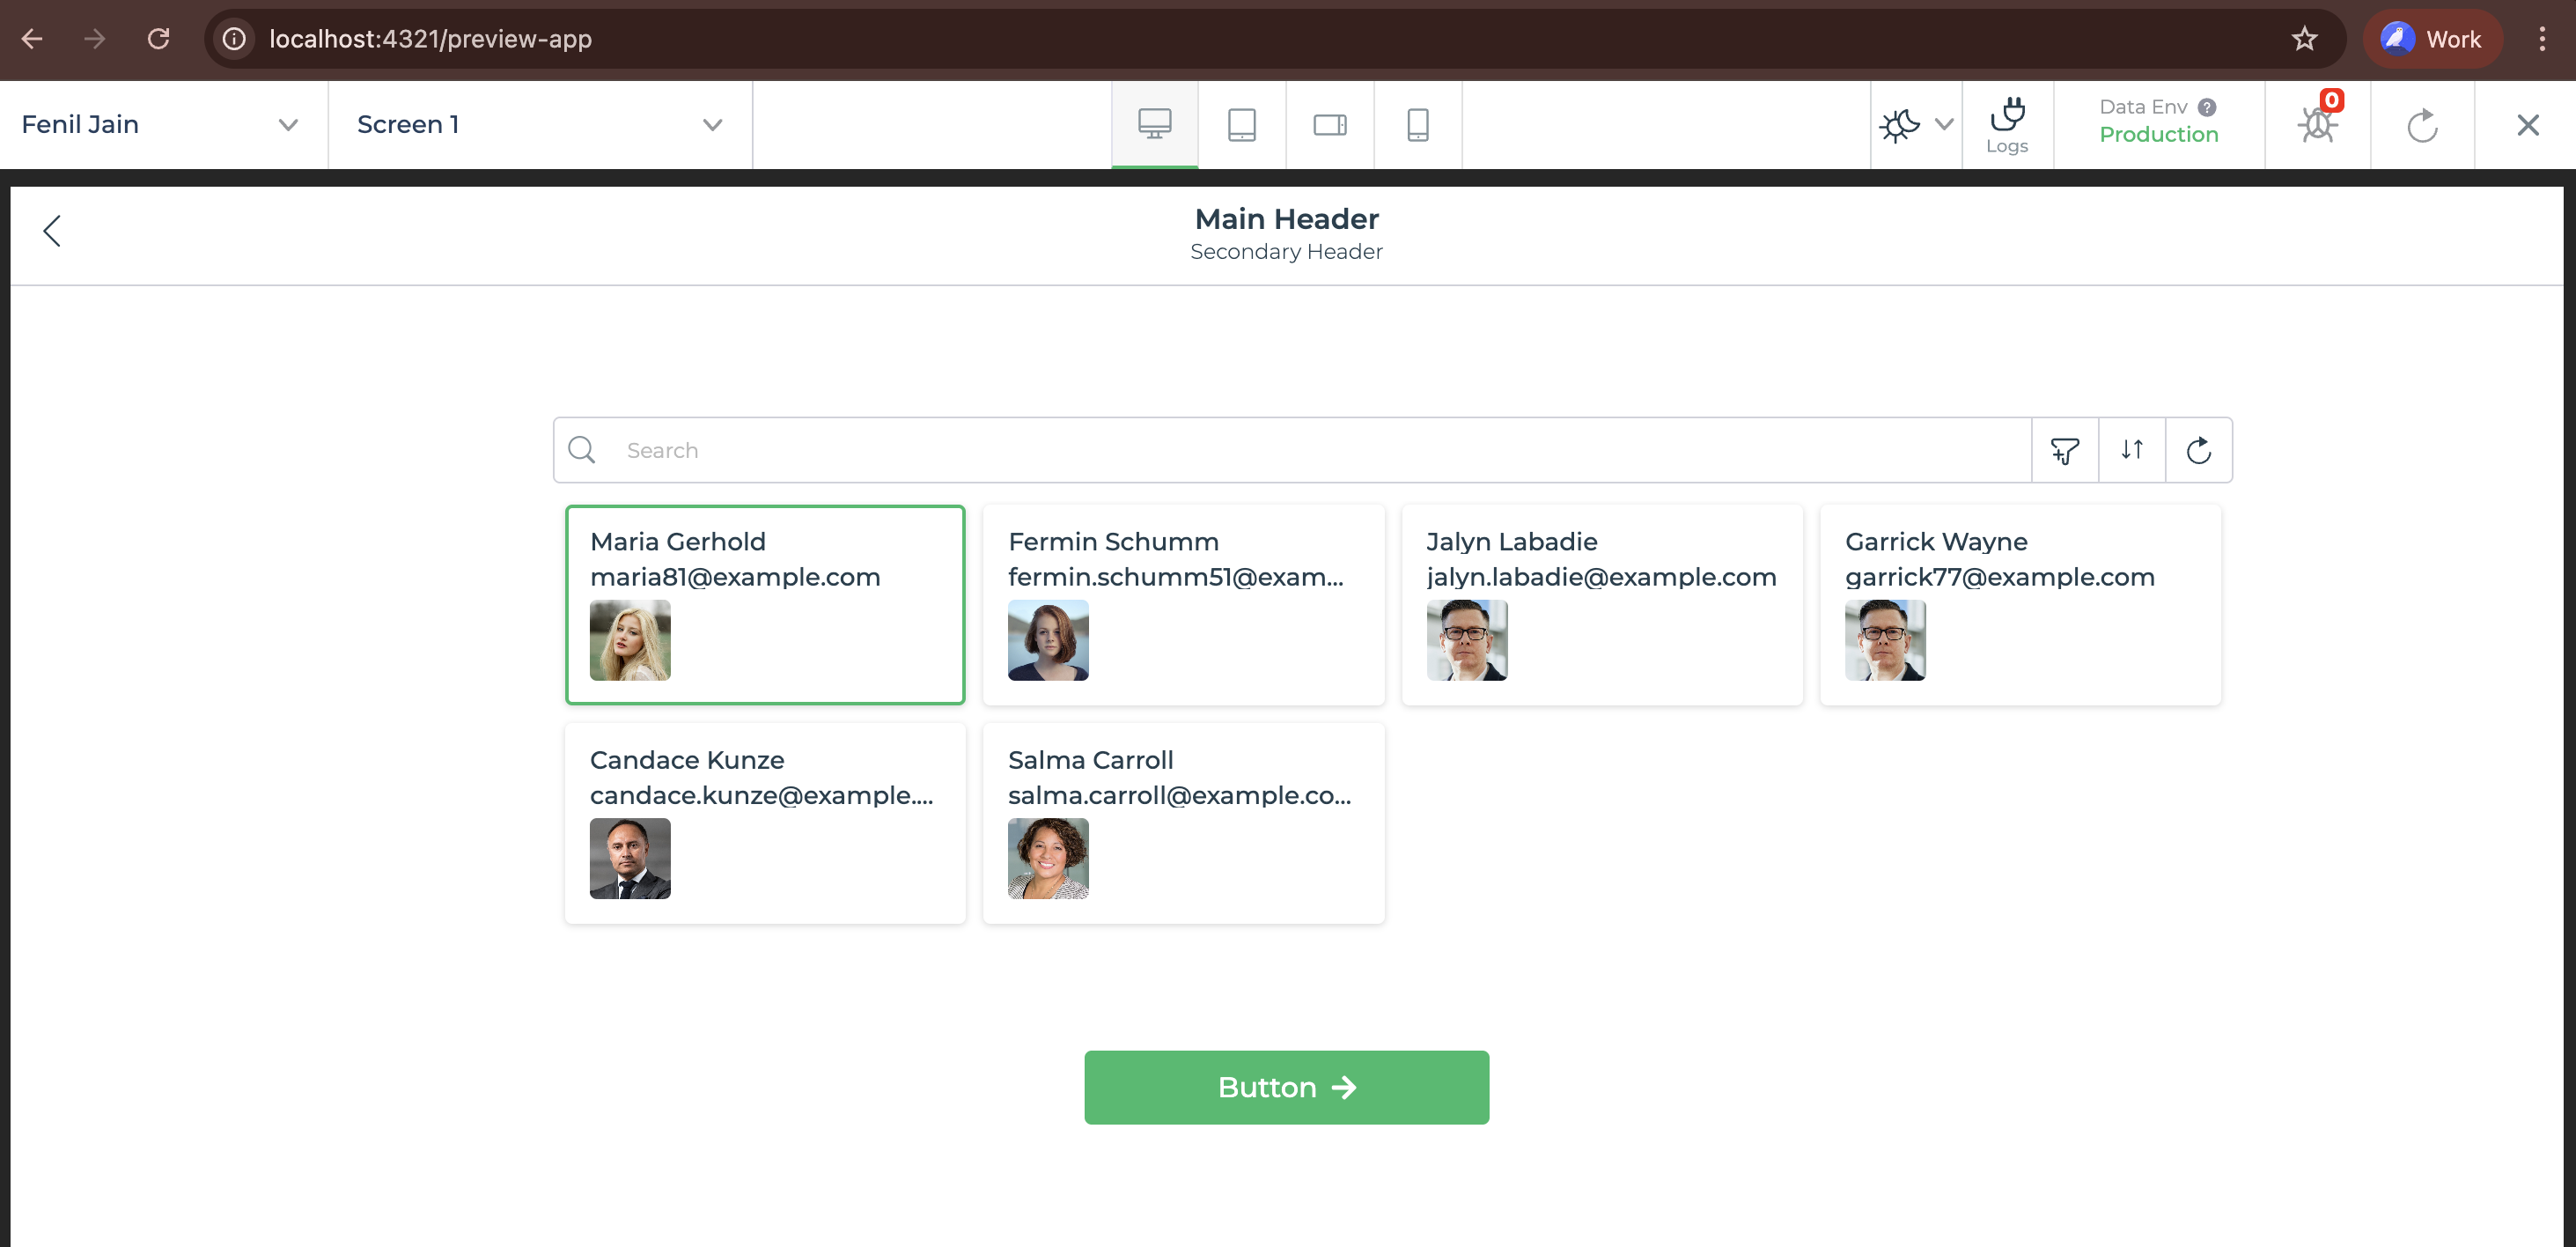 localhost:4321/preview-app
Work
Fenil Jain
Screen 1
Logs
Data Env ?
Production
0
Main Header
Secondary Header
Search
Maria Gerhold
maria81@example.com
Fermin Schumm
fermin.schumm51@exam...
Jalyn Labadie
jalyn.labadie@example.com
Garrick Wayne
garrick77@example.com
Candace Kunze
candace.kunze@example....
Salma Carroll
salma.carroll@example.co...
Button →